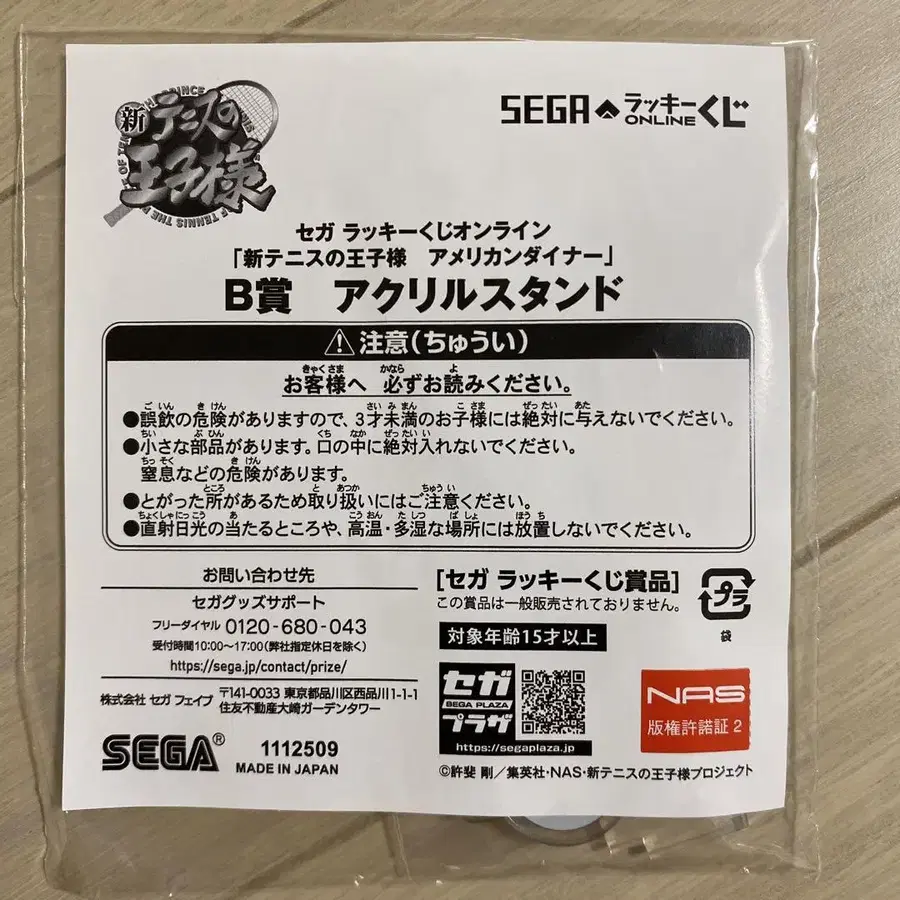 新テニスの王子様
SEGA ラッキーくじ ONLINE
セガ ラッキーくじオンライン
「新テニスの王子様 アメリカンダイナー」
B賞 アクリルスタンド
注意(ちゅうい)
お客様へ 必ずお読みください。
●誤飲の危険がありますので、3才未満のお子様には絶対に与えないでください。
●小さな部品があります。口の中に絶対入れないでください。
窒息などの危険があります。
●とがった所があるため取り扱いにはご注意ください。
●直射日光の当たるところや、高温・多湿な場所には放置しないでください。
お問い合わせ先
セガグッズサポート
フリーダイヤル 0120-680-043
受付時間10:00~17:00(弊社指定休日を除く)
https://sega.jp/contact/prize/
株式会社 セガ フェイブ 〒141-0033 東京都品川区西品川1-1-1
住友不動産大崎ガーデンタワー
SEGA® 1112509
MADE IN JAPAN
[セガ ラッキーくじ賞品]
この賞品は一般販売されておりません。
プラ
袋
対象年齢15才以上
セガ
SEGA PLAZA
プラザ
https://segaplaza.jp
NAS
版権許諾証2
©許斐 剛/集英社・NAS・新テニスの王子様プロジェクト